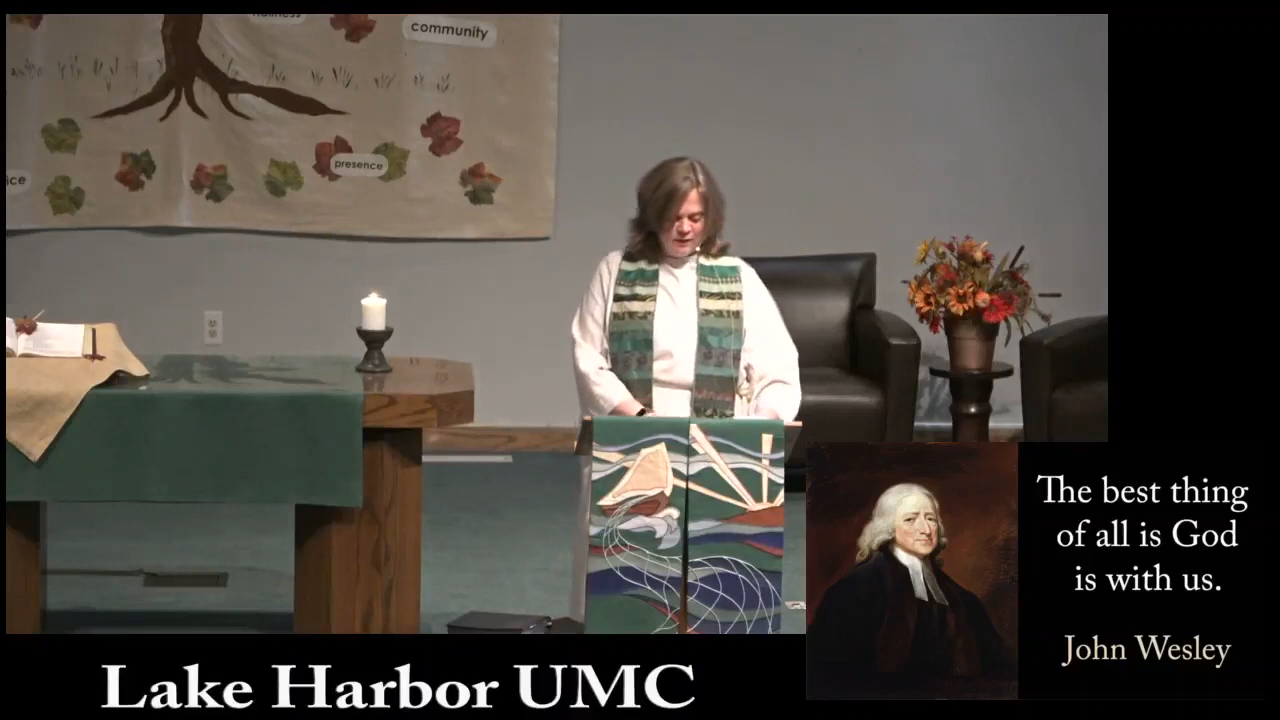 community
presence
The best thing
of all is God
is with us.
John Wesley
Lake Harbor UMC